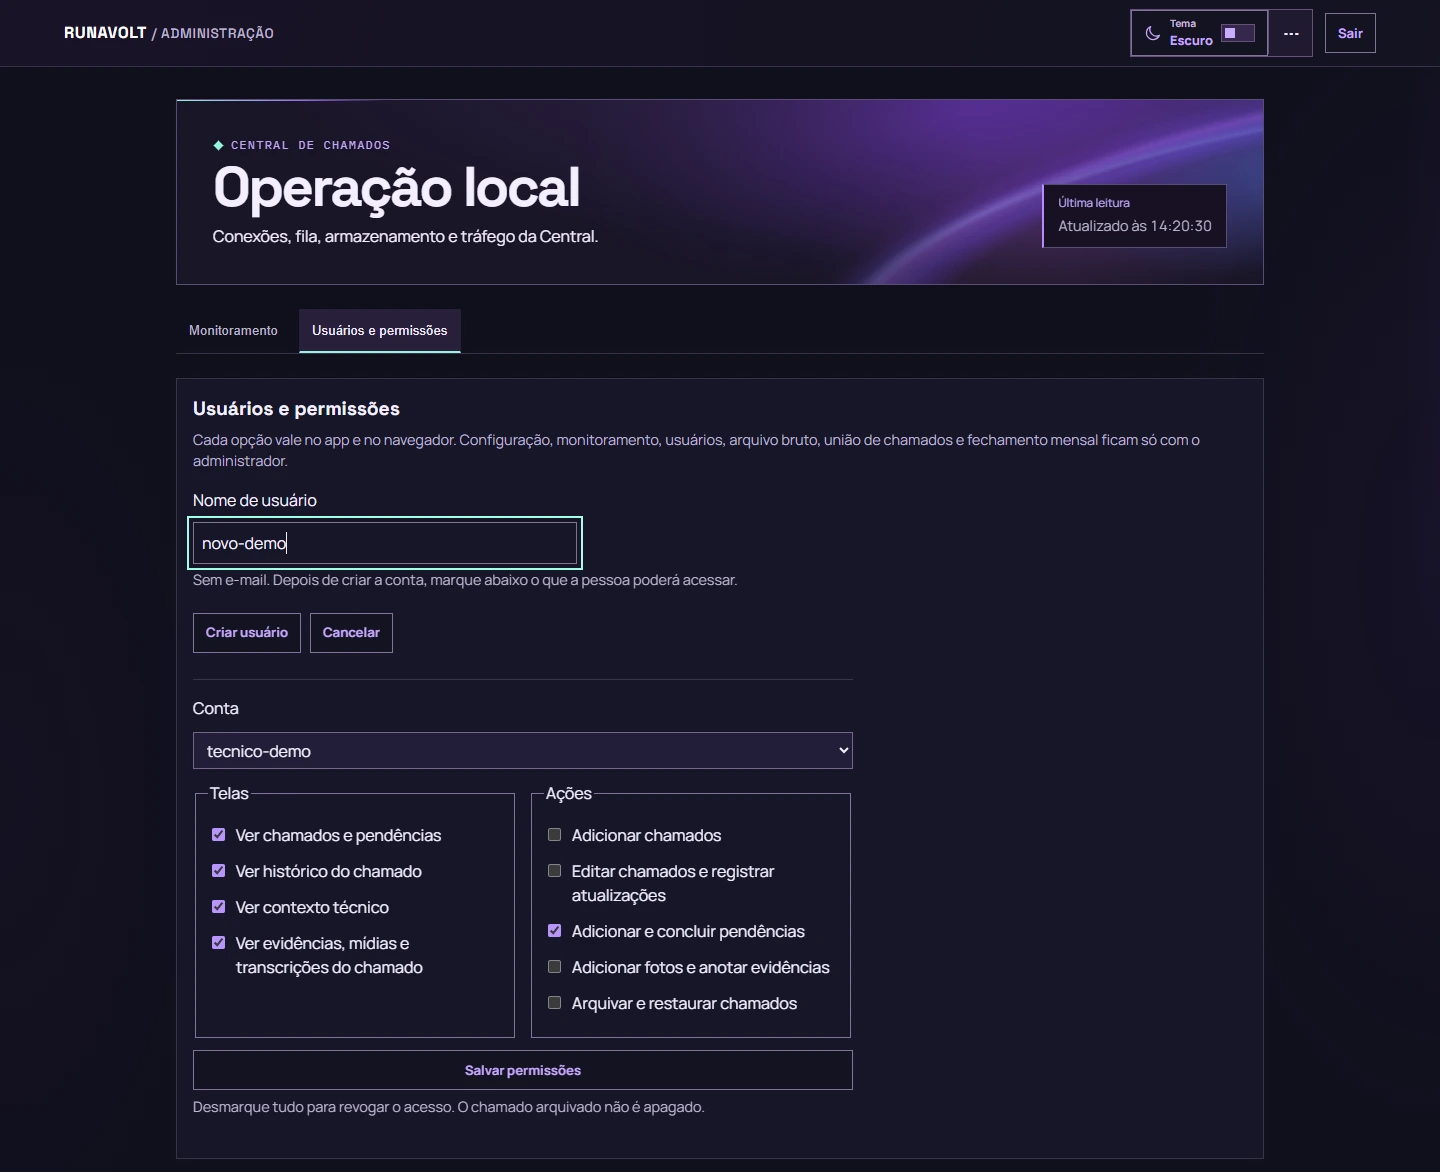 RUNAVOLT / ADMINISTRAÇÃO
Tema
Escuro
---
Sair
CENTRAL DE CHAMADOS
Operação local
Conexões, fila, armazenamento e tráfego da Central.
Última leitura
Atualizado às 14:20:30
Monitoramento
Usuários e permissões
Usuários e permissões
Cada opção vale no app e no navegador. Configuração, monitoramento, usuários, arquivo bruto, união de chamados e fechamento mensal ficam só com o
administrador.
Nome de usuário
novo-demo
Sem e-mail. Depois de criar a conta, marque abaixo o que a pessoa poderá acessar.
Criar usuário
Cancelar
Conta
tecnico-demo
Telas
Ver chamados e pendências
Ver histórico do chamado
Ver contexto técnico
Ver evidências, mídias e
transcrições do chamado
Ações
Adicionar chamados
Editar chamados e registrar
atualizações
Adicionar e concluir pendências
Adicionar fotos e anotar evidências
Arquivar e restaurar chamados
Salvar permissões
Desmarque tudo para revogar o acesso. O chamado arquivado não é apagado.